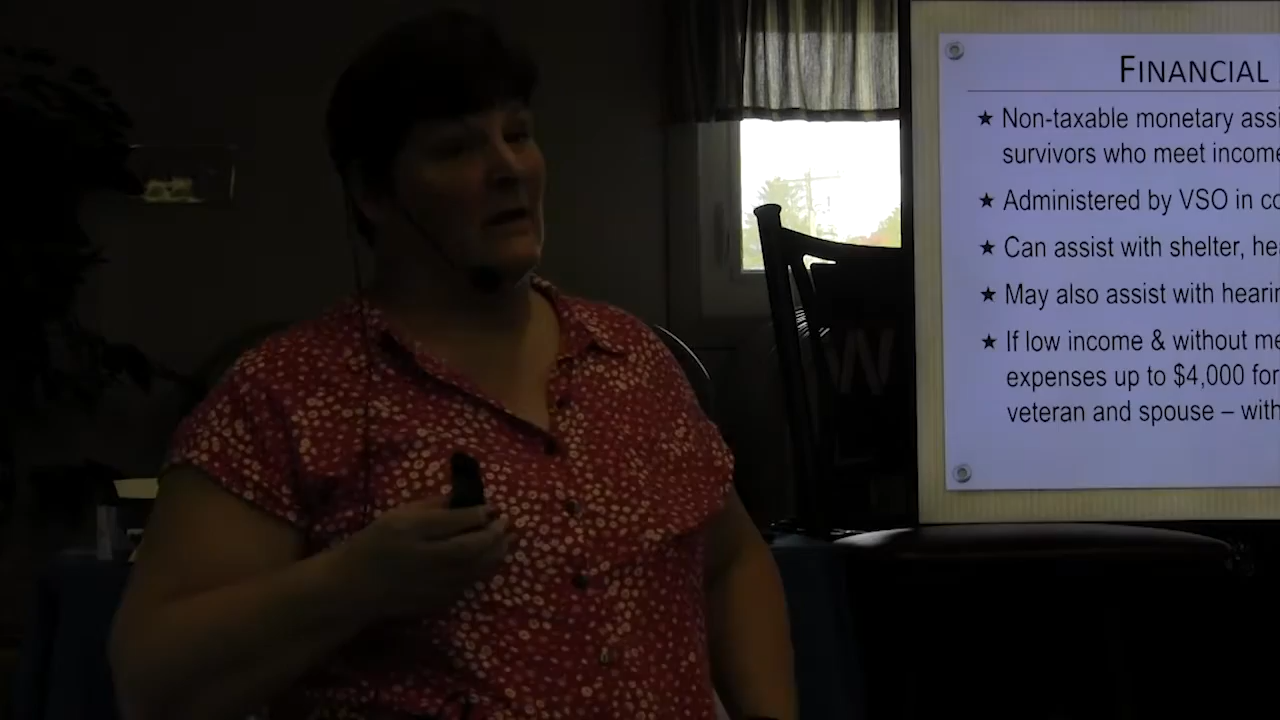 FINANCIAL
★ Non-taxable monetary assi
survivors who meet income
★ Administered by VSO in co
★ Can assist with shelter, hea
★ May also assist with hearin
★ If low income & without me
expenses up to $4,000 for
veteran and spouse – with
W